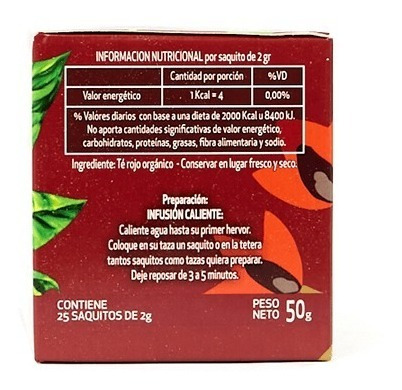 INFORMACION NUTRICIONAL por saquito de 2 gr
Cantidad por porción %VD
Valor energético 1 Kcal = 4 0,00%
% Valores diarios con base a una dieta de 2000 Kcal u 8400 kJ.
No aporta cantidades significativas de valor energético,
carbohidratos, proteínas, grasas, fibra alimentaria y sodio.
Ingrediente: Té rojo orgánico - Conservar en lugar fresco y seco.
Preparación:
INFUSIÓN CALIENTE:
Caliente agua hasta su primer hervor.
Coloque en su taza un saquito o en la tetera
tantos saquitos como tazas quiera preparar.
Deje reposar de 3 a 5 minutos.
CONTIENE
25 SAQUITOS DE 2g
PESO
NETO 50g